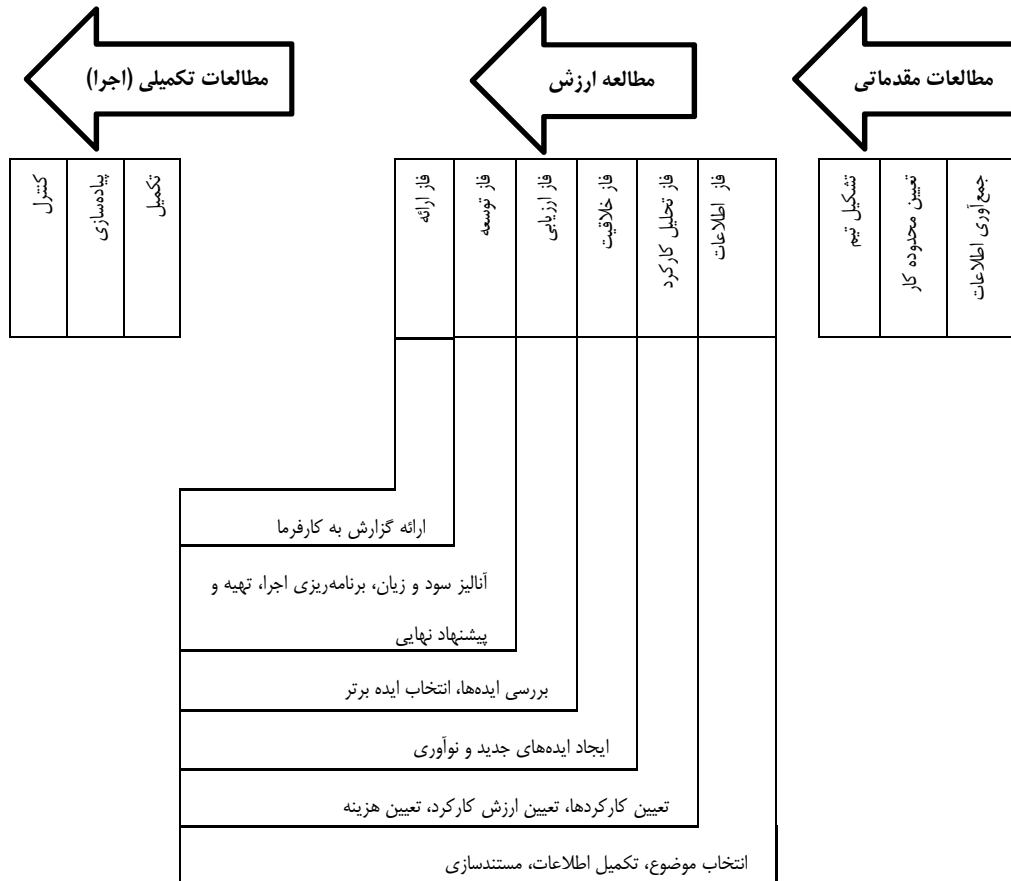 مطالعات مقدماتی
مطالعه ارزش
مطالعات تکمیلی (اجرا)
جمع‌آوری اطلاعات
تعیین محدوده کار
تشکیل تیم
فاز اطلاعات
فاز تحلیل کارکرد
فاز خلاقیت
فاز ارزیابی
فاز توسعه
فاز ارائه
تکمیل
پیاده‌سازی
کنترل
ارائه گزارش به کارفرما
آنالیز سود و زیان، برنامه‌ریزی اجرا، تهیه و
پیشنهاد نهایی
بررسی ایده‌ها، انتخاب ایده برتر
ایجاد ایده‌های جدید و نوآوری
تعیین کارکردها، تعیین ارزش کارکرد، تعیین هزینه
انتخاب موضوع، تکمیل اطلاعات، مستندسازی